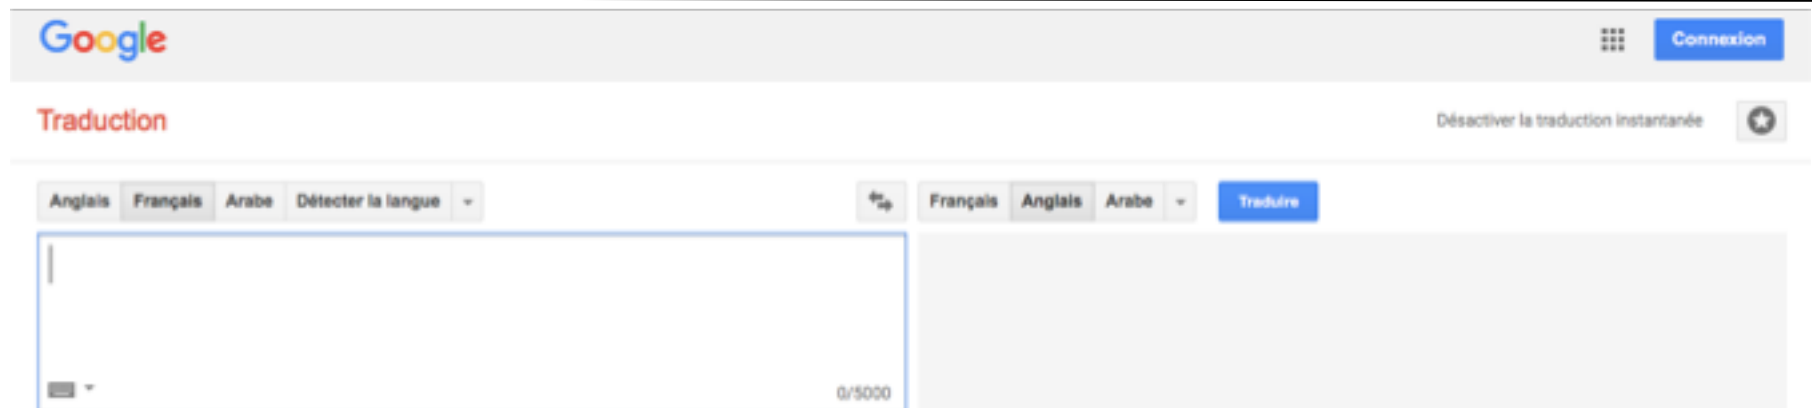 Google
Connexion
Traduction
Désactiver la traduction instantanée
Anglais Français Arabe Détecter la langue
Français Anglais Arabe
Traduire
0/5000